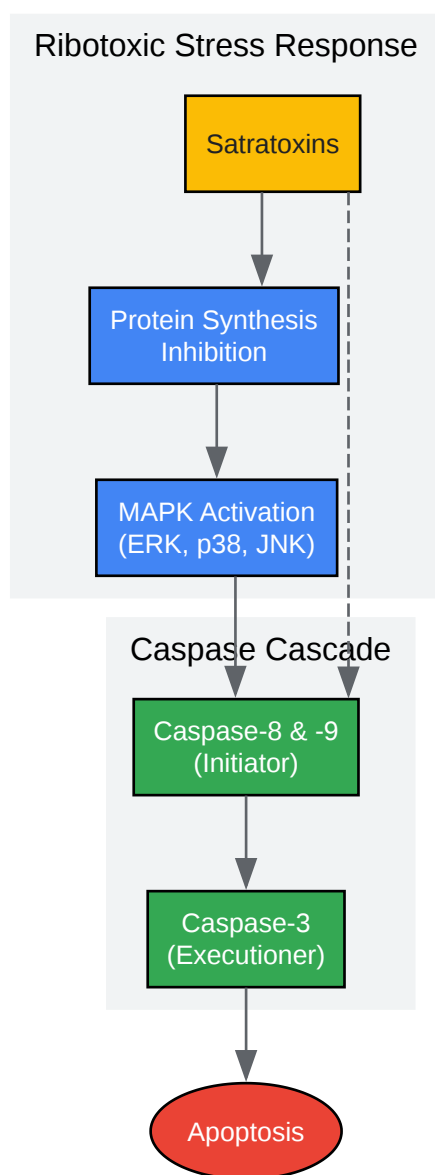 Ribotoxic Stress Response
Satratoxins
Protein Synthesis
Inhibition
MAPK Activation
(ERK, p38, JNK)
Caspase Cascade
Caspase-8 & -9
(Initiator)
Caspase-3
(Executioner)
Apoptosis